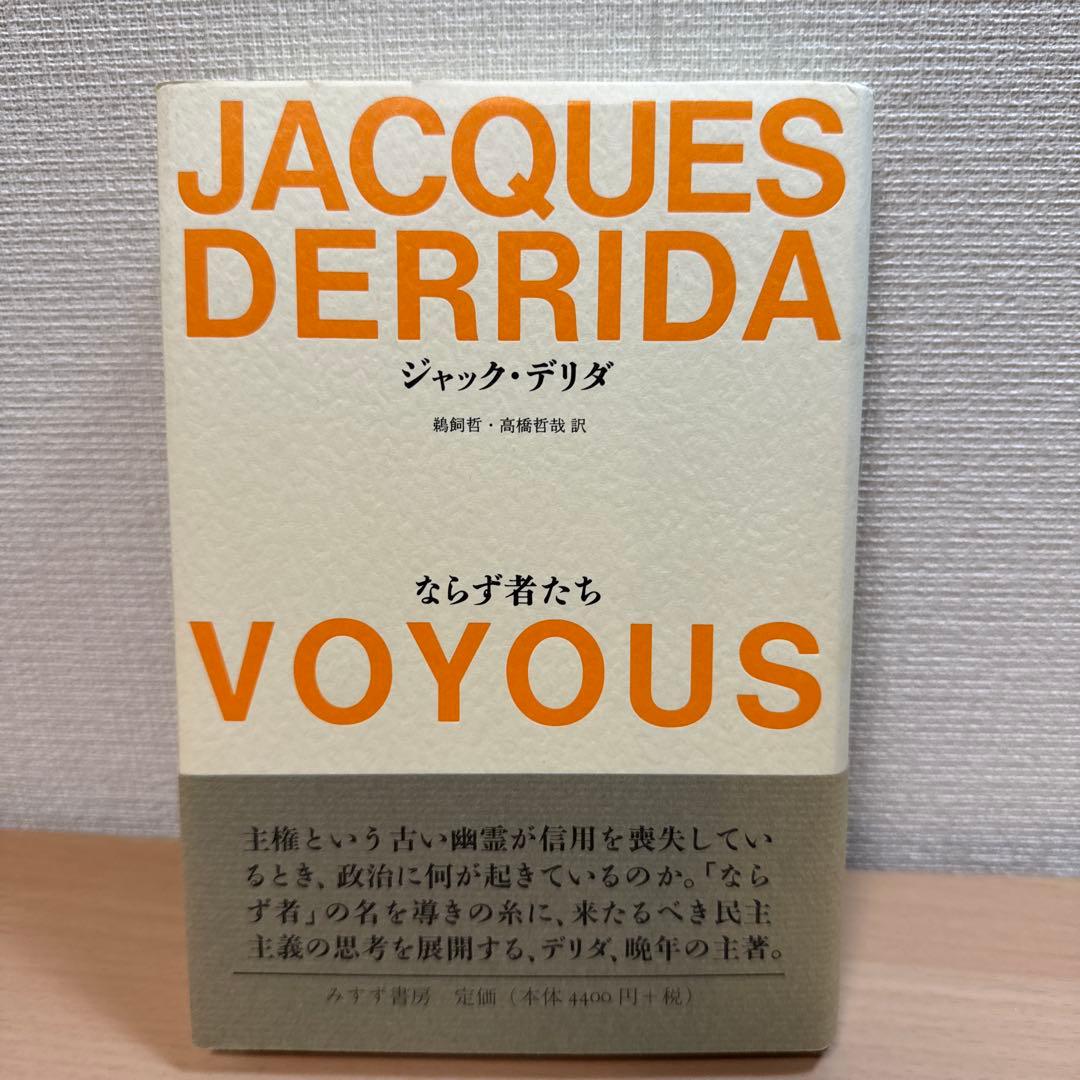 JACQUES
DERRIDA
ジャック・デリダ
鵜飼哲・高橋哲哉 訳
ならず者たち
VOYOUS
主権という古い幽霊が信用を喪失してい
るとき、政治に何が起きているのか。「なら
ず者」の名を導きの糸に、来たるべき民主
主義の思考を展開する、デリダ、晩年の主著。
みすず書房 定価(本体4400円+税)